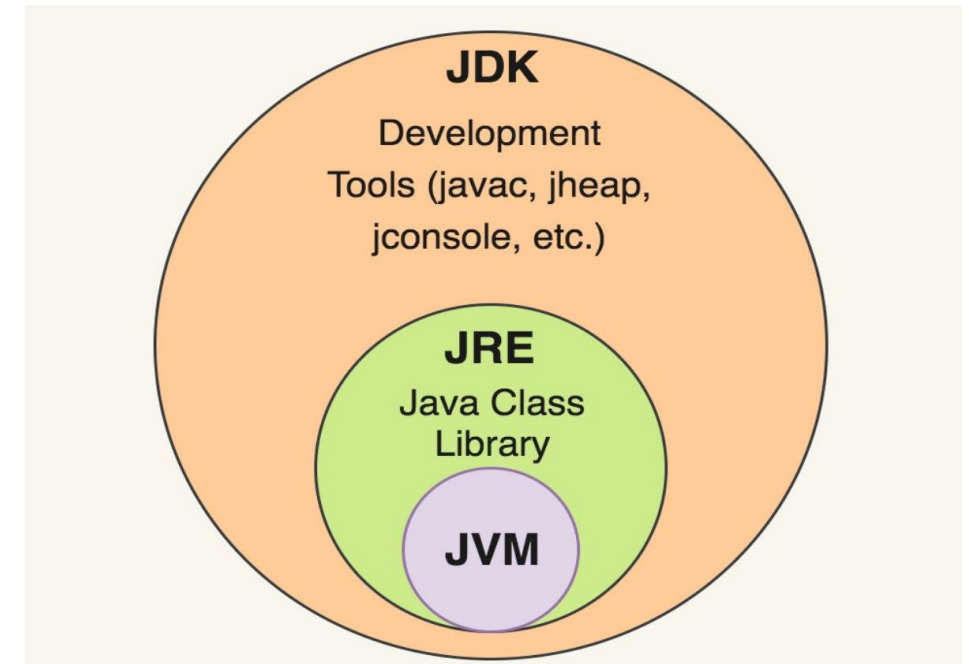 JDK
Development
Tools (javac, jheap,
jconsole, etc.)
JRE
Java Class
Library
JVM